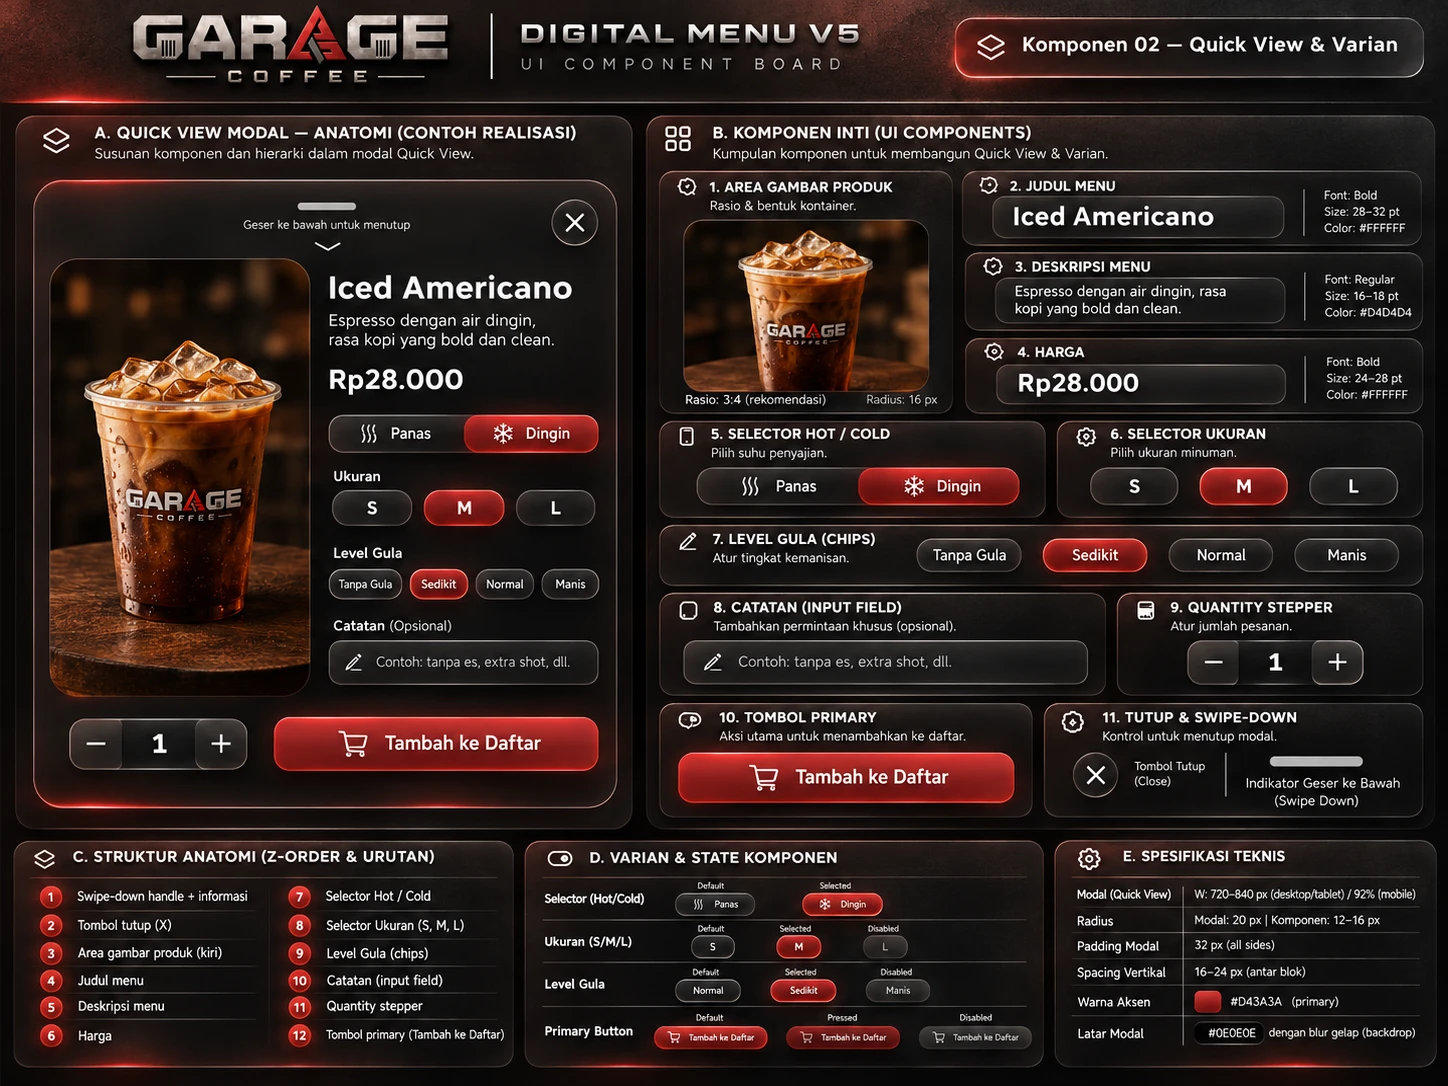 GARAGE
COFFEE
DIGITAL MENU V5
UI COMPONENT BOARD
Komponen 02 — Quick View & Varian
A. QUICK VIEW MODAL — ANATOMI (CONTOH REALISASI)
Susunan komponen dan hierarki dalam modal Quick View.
Geser ke bawah untuk menutup
GARAGE
COFFEE
Iced Americano
Espresso dengan air dingin,
rasa kopi yang bold dan clean.
Rp28.000
Panas
Dingin
Ukuran
S
M
L
Level Gula
Tanpa Gula
Sedikit
Normal
Manis
Catatan (Opsional)
Contoh: tanpa es, extra shot, dll.
1
Tambah ke Daftar
B. KOMPONEN INTI (UI COMPONENTS)
Kumpulan komponen untuk membangun Quick View & Varian.
1. AREA GAMBAR PRODUK
Rasio & bentuk kontainer.
GARAGE
COFFEE
Rasio: 3:4 (rekomendasi)
Radius: 16 px
2. JUDUL MENU
Iced Americano
Font: Bold
Size: 28–32 pt
Color: #FFFFFF
3. DESKRIPSI MENU
Espresso dengan air dingin, rasa
kopi yang bold dan clean.
Font: Regular
Size: 16–18 pt
Color: #D4D4D4
4. HARGA
Rp28.000
Font: Bold
Size: 24–28 pt
Color: #FFFFFF
5. SELECTOR HOT / COLD
Pilih suhu penyajian.
Panas
Dingin
6. SELECTOR UKURAN
Pilih ukuran minuman.
S
M
L
7. LEVEL GULA (CHIPS)
Atur tingkat kemanisan.
Tanpa Gula
Sedikit
Normal
Manis
8. CATATAN (INPUT FIELD)
Tambahkan permintaan khusus (opsional).
Contoh: tanpa es, extra shot, dll.
9. QUANTITY STEPPER
Atur jumlah pesanan.
1
10. TOMBOL PRIMARY
Aksi utama untuk menambahkan ke daftar.
Tambah ke Daftar
11. TUTUP & SWIPE-DOWN
Kontrol untuk menutup modal.
Tombol Tutup
(Close)
Indikator Geser ke Bawah
(Swipe Down)
C. STRUKTUR ANATOMI (Z-ORDER & URUTAN)
1 Swipe-down handle + informasi
2 Tombol tutup (X)
3 Area gambar produk (kiri)
4 Judul menu
5 Deskripsi menu
6 Harga
7 Selector Hot / Cold
8 Selector Ukuran (S, M, L)
9 Level Gula (chips)
10 Catatan (input field)
11 Quantity stepper
12 Tombol primary (Tambah ke Daftar)
D. VARIAN & STATE KOMPONEN
Selector (Hot/Cold)
Default
Panas
Selected
Dingin
Ukuran (S/M/L)
Default
S
Selected
M
Disabled
L
Level Gula
Default
Normal
Selected
Sedikit
Disabled
Manis
Primary Button
Default
Tambah ke Daftar
Pressed
Tambah ke Daftar
Disabled
Tambah ke Daftar
E. SPESIFIKASI TEKNIS
Modal (Quick View) W: 720–840 px (desktop/tablet) / 92% (mobile)
Radius Modal: 20 px | Komponen: 12–16 px
Padding Modal 32 px (all sides)
Spacing Vertikal 16–24 px (antar blok)
Warna Aksen #D43A3A (primary)
Latar Modal #0E0E0E dengan blur gelap (backdrop)